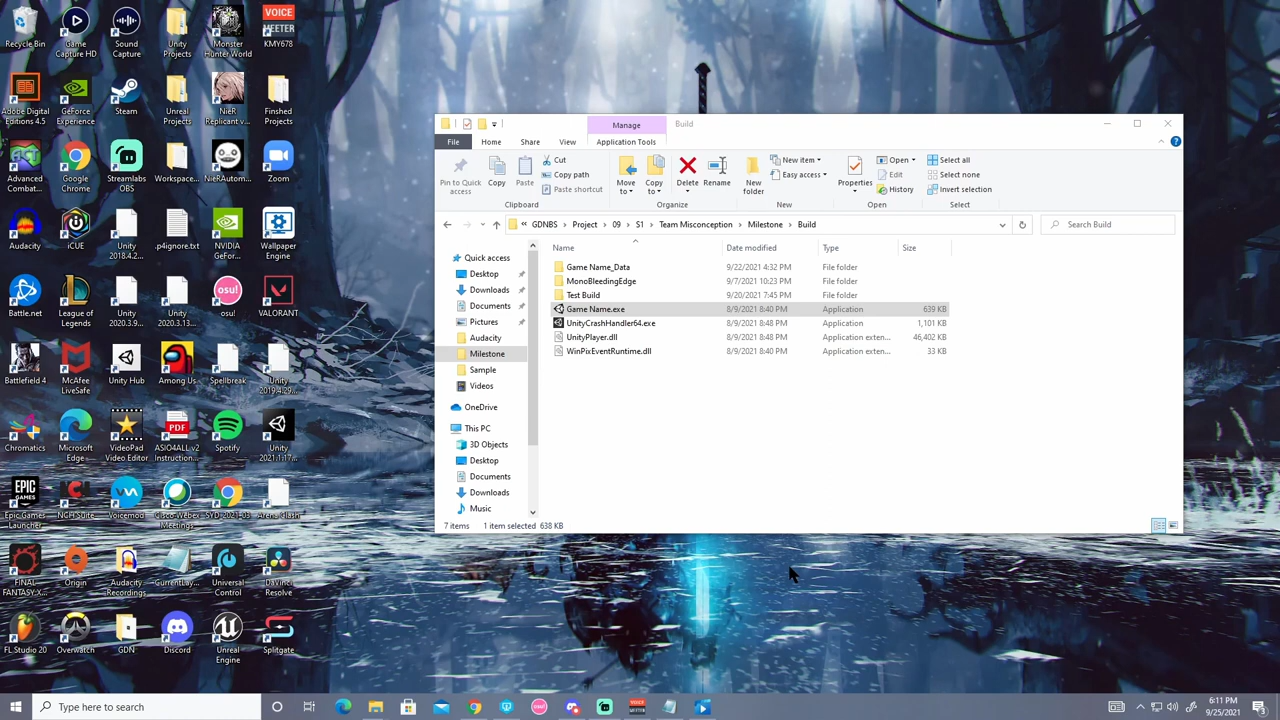 Recycle Bin
Game Capture HD
Sound Capture
Unity Projects
Monster Hunter World
VOICE MEETER
KMY678
Adobe Digital Editions 4.5
GeForce Experience
Steam
Unreal Projects
NieR Replicant v...
Finshed Projects
Advanced Combat...
Google Chrome
Streamlabs OBS
Workspace...
NieRAutom...
Zoom
Audacity
iCUE
Unity 2018.4.2...
.p4ignore.txt
NVIDIA GeFor...
Wallpaper Engine
Battle.net
League of Legends
Unity 2020.3.9...
Unity 2020.3.13...
osu!
osu!
VALORANT
Battlefield 4
McAfee LiveSafe
Unity Hub
Among Us
Spellbreak
Unity 2019.4.29...
Chromatics
Microsoft Edge
VideoPad Video Editor
PDF
ASIO4ALL v2 Instruction...
Spotify
Unity 2021.1.17...
EPIC GAMES
Epic Games Launcher
NCH Suite
Voicemod
Cisco Webex Meetings
SYD-2021-03
Arena Clash
FINAL FANTASY X...
Origin
Audacity Recordings
CurrentLay...
Universal Control
DaVinci Resolve
FL Studio 20
Overwatch
GDN
Discord
Unreal Engine
Splitgate
Manage
Build
File
Home
Share
View
Application Tools
Pin to Quick access
Copy
Paste
Cut
Copy path
Paste shortcut
Clipboard
Move to
Copy to
Delete
Rename
Organize
New folder
New item
Easy access
New
Properties
Open
Edit
History
Open
Select all
Select none
Invert selection
Select
« GDNBS > Project > 09 > S1 > Team Misconception > Milestone > Build
Search Build
Quick access
Desktop
Downloads
Documents
Pictures
Audacity
Milestone
Sample
Videos
OneDrive
This PC
3D Objects
Desktop
Documents
Downloads
Music
Name Date modified Type Size
Game Name_Data 9/22/2021 4:32 PM File folder
MonoBleedingEdge 9/7/2021 10:23 PM File folder
Test Build 9/20/2021 7:45 PM File folder
Game Name.exe 8/9/2021 8:40 PM Application 639 KB
UnityCrashHandler64.exe 8/9/2021 8:48 PM Application 1,101 KB
UnityPlayer.dll 8/9/2021 8:48 PM Application exten... 46,402 KB
WinPixEventRuntime.dll 8/9/2021 8:40 PM Application exten... 33 KB
7 items 1 item selected 638 KB
Type here to search
6:11 PM
9/25/2021
3